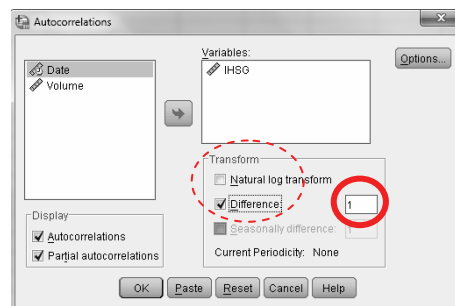 Autocorrelations
Variables:
Date
Volume
IHSG
Options...
Transform
Natural log transform
Difference:
1
Seasonally difference:
1
Current Periodicity: None
Display
Autocorrelations
Partial autocorrelations
OK Paste Reset Cancel Help